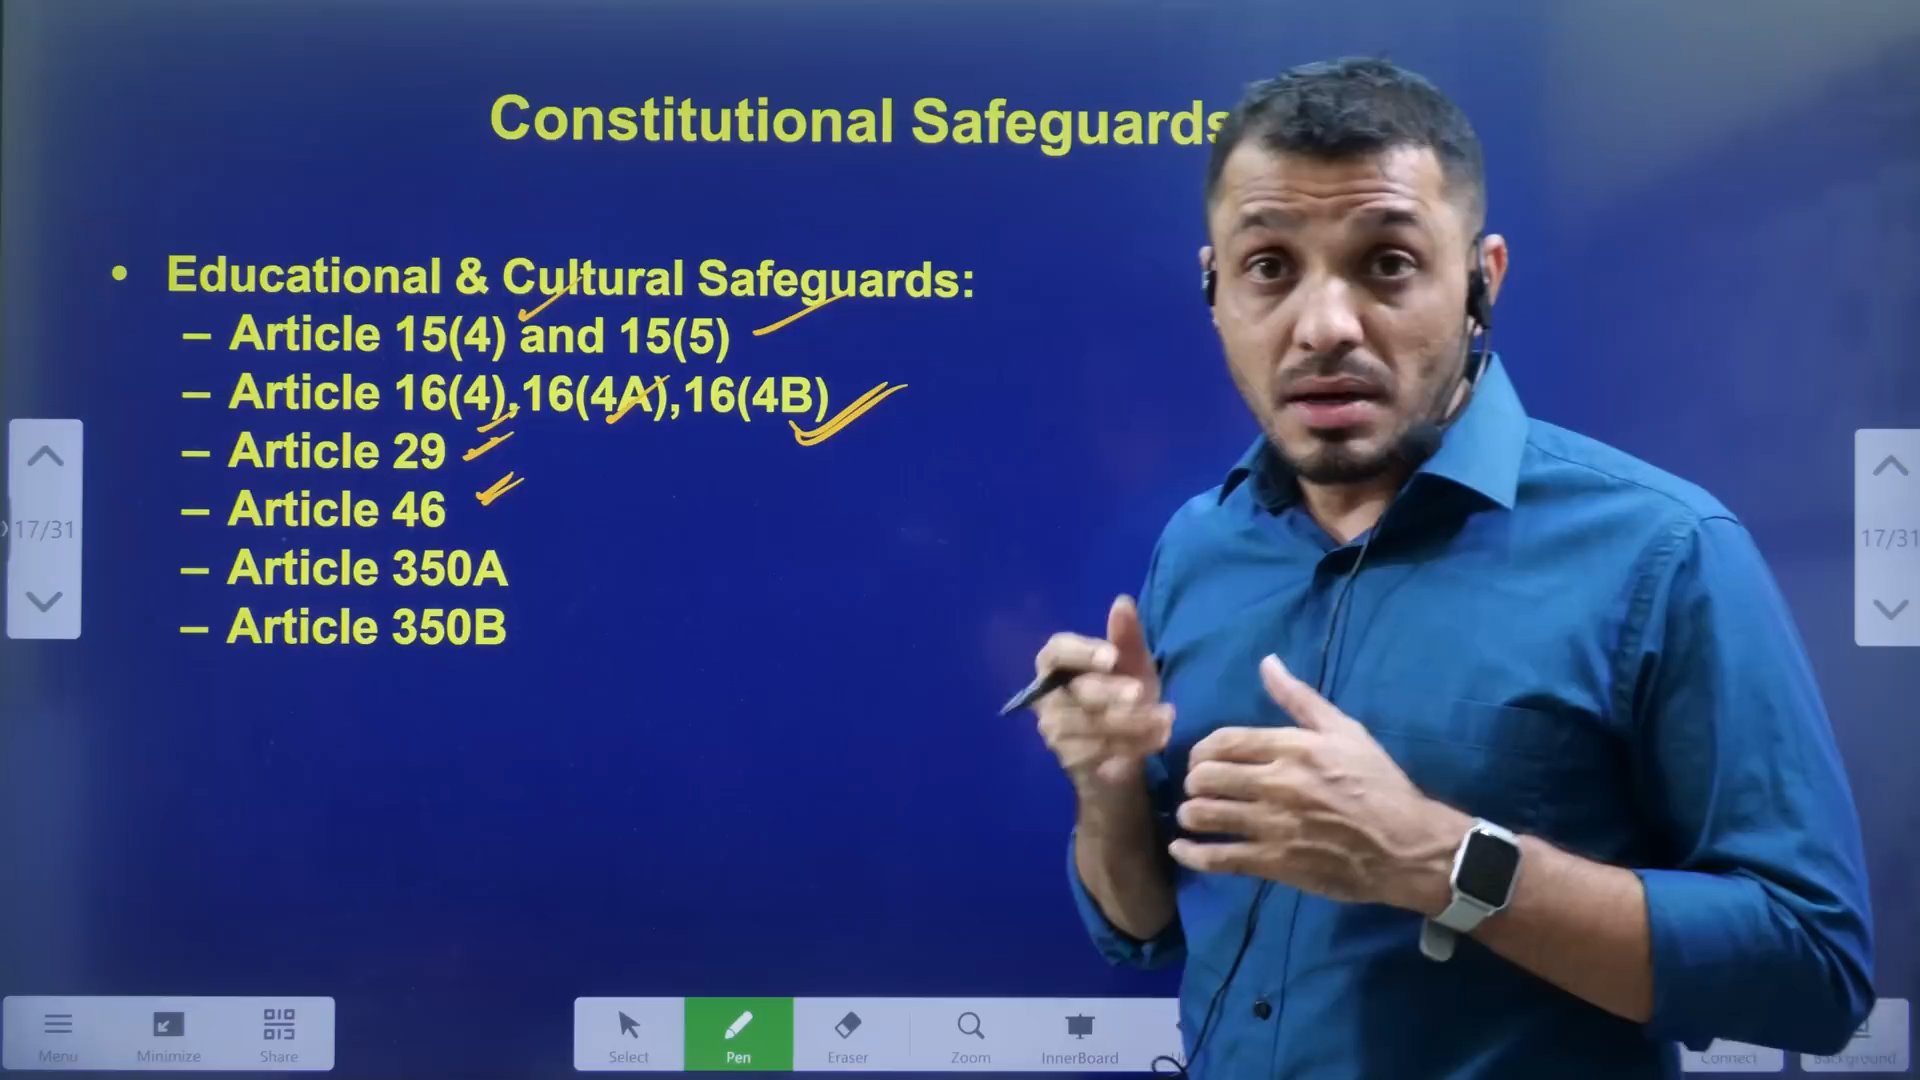 Constitutional Safeguards
• Educational & Cultural Safeguards:
– Article 15(4) and 15(5)
– Article 16(4),16(4A),16(4B)
– Article 29
– Article 46
– Article 350A
– Article 350B
17/31
17/31
Menu
Minimize
Share
Select
Pen
Eraser
Zoom
InnerBoard
Connect
Background